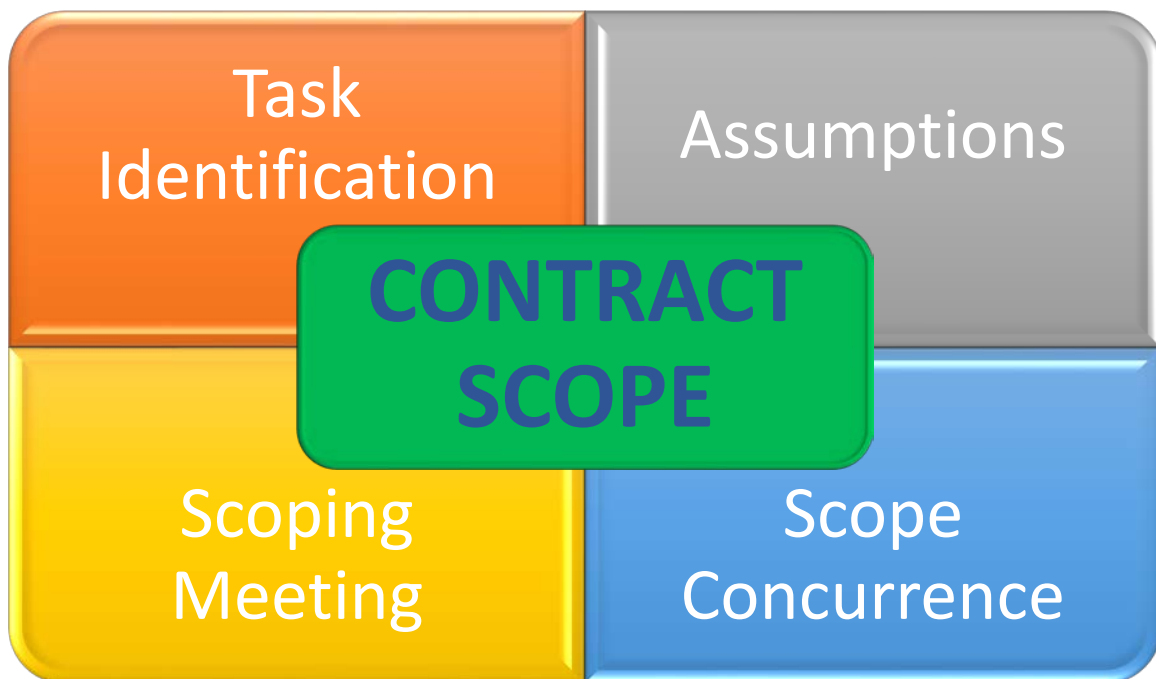 Task
Identification
Assumptions
CONTRACT
SCOPE
Scoping
Meeting
Scope
Concurrence